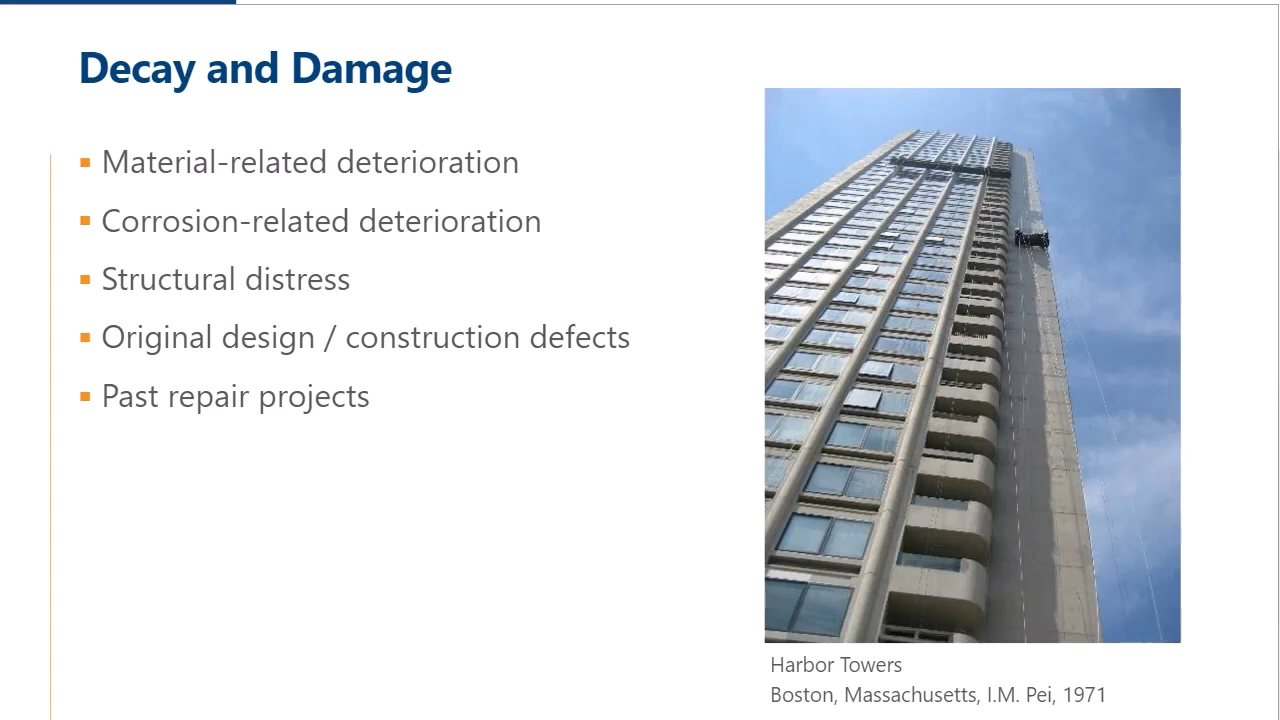 Decay and Damage
Material-related deterioration
Corrosion-related deterioration
Structural distress
Original design / construction defects
Past repair projects
Harbor Towers
Boston, Massachusetts, I.M. Pei, 1971